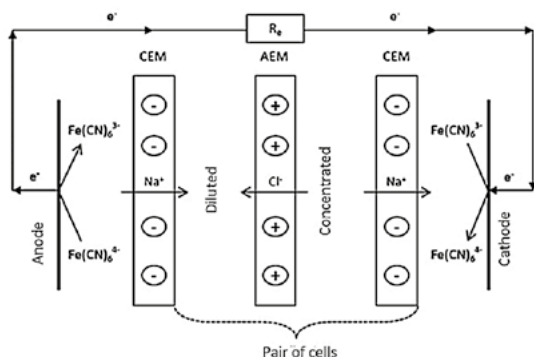 e⁻ e⁻
Rₑ
CEM AEM CEM
- + -
- + -
Fe(CN)₆³⁻ Fe(CN)₆³⁻
e⁻ Na⁺ Diluted Cl⁻ Concentrated Na⁺ e⁻
Anode Cathode
- + -
Fe(CN)₆⁴⁻ Fe(CN)₆⁴⁻
- + -
Pair of cells